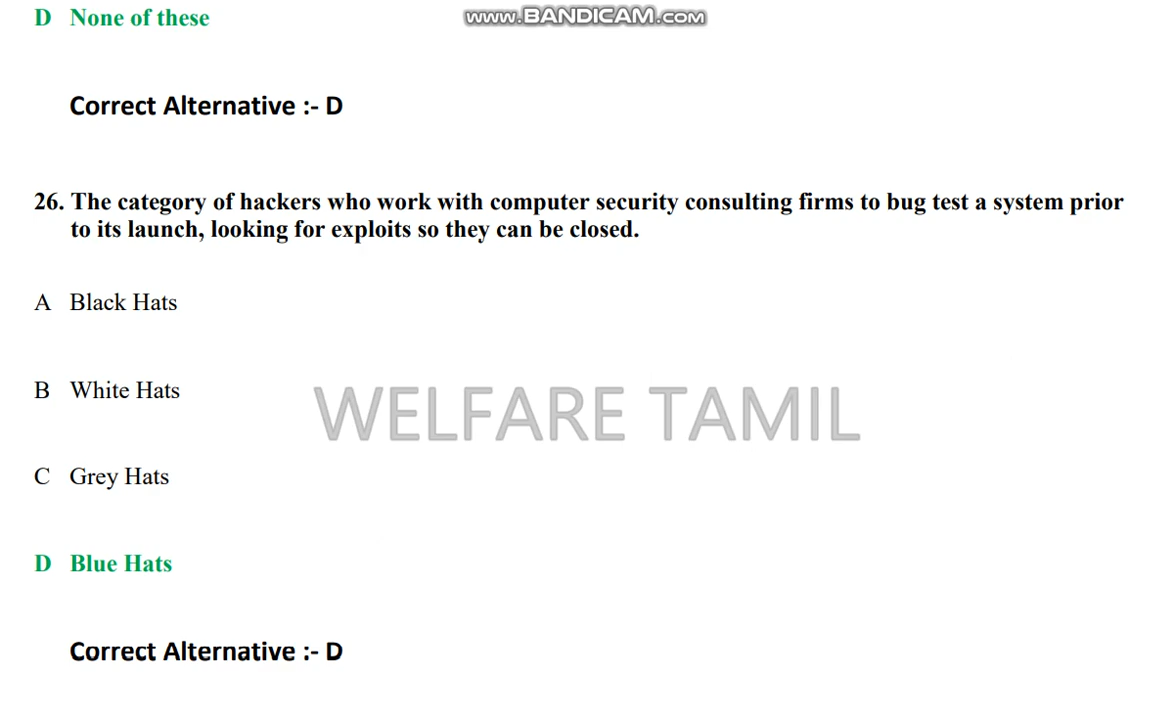 www.BANDICAM.COM
D None of these
Correct Alternative :- D
26. The category of hackers who work with computer security consulting firms to bug test a system prior
to its launch, looking for exploits so they can be closed.
A Black Hats
B White Hats
WELFARE TAMIL
C Grey Hats
D Blue Hats
Correct Alternative :- D